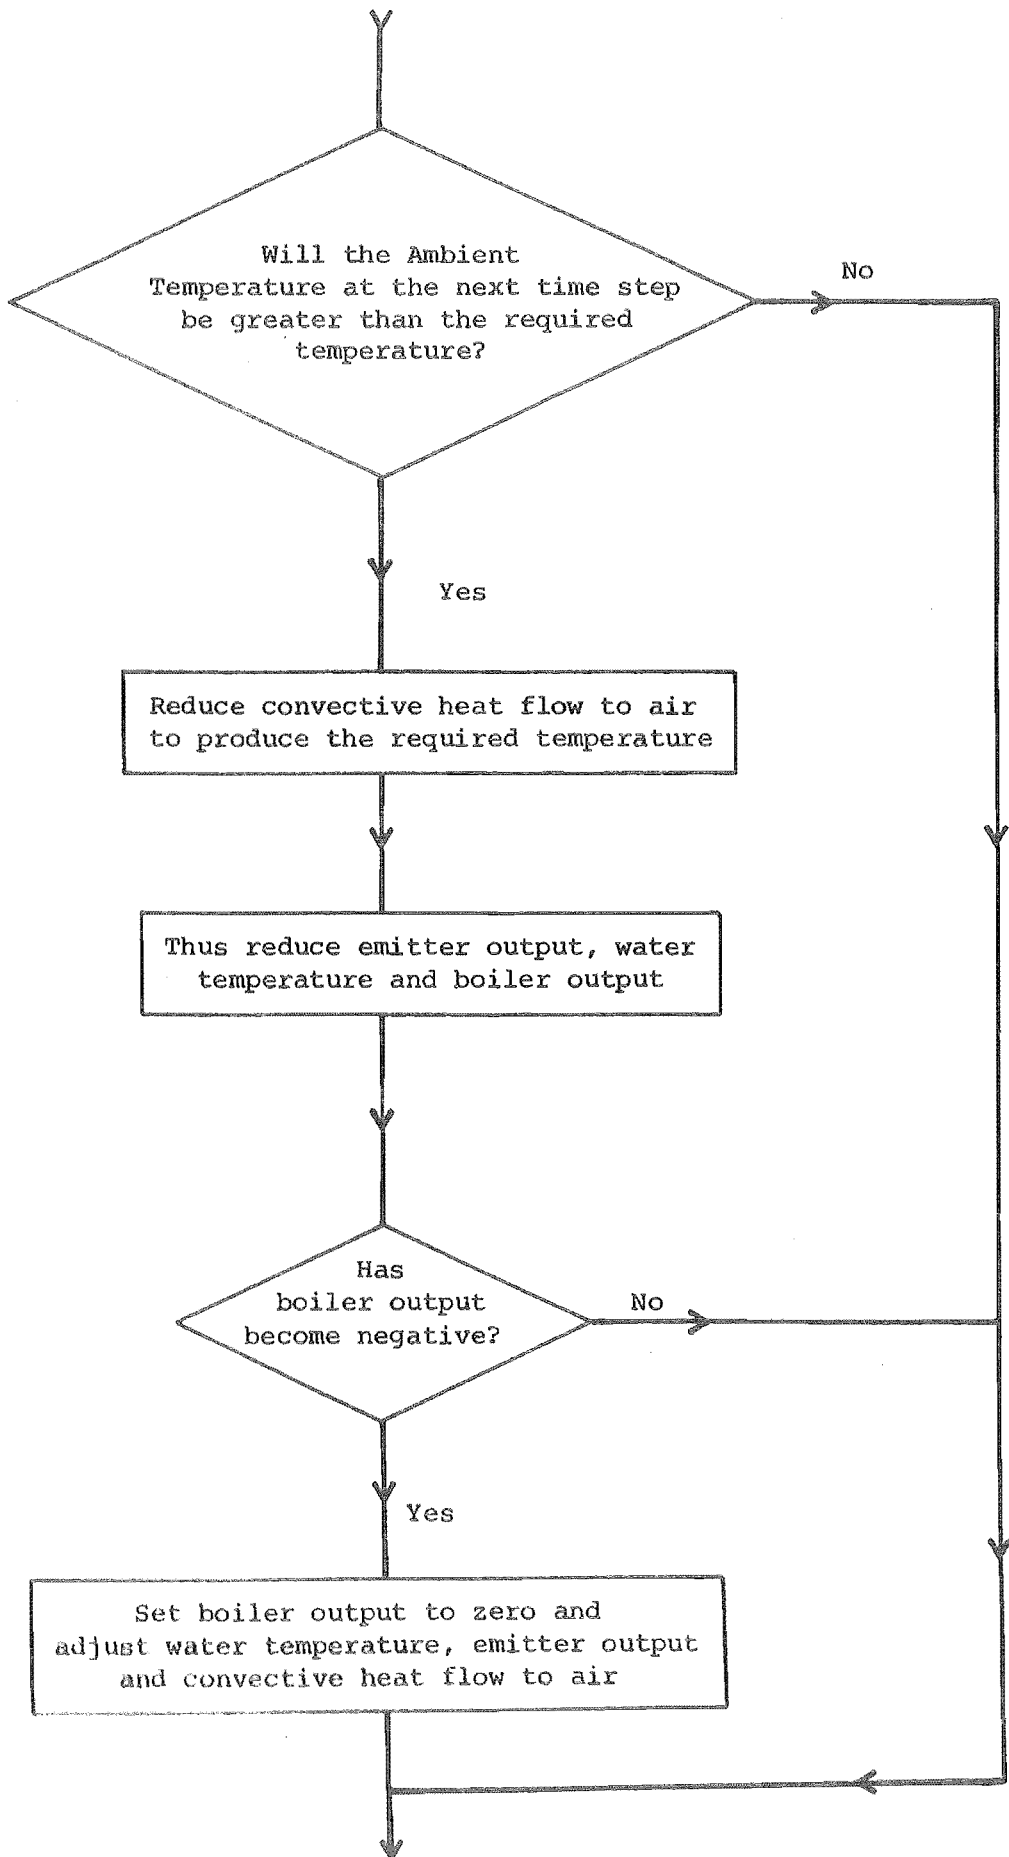 Will the Ambient
Temperature at the next time step
be greater than the required
temperature?
No
Yes
Reduce convective heat flow to air
to produce the required temperature
Thus reduce emitter output, water
temperature and boiler output
Has
boiler output
become negative?
No
Yes
Set boiler output to zero and
adjust water temperature, emitter output
and convective heat flow to air